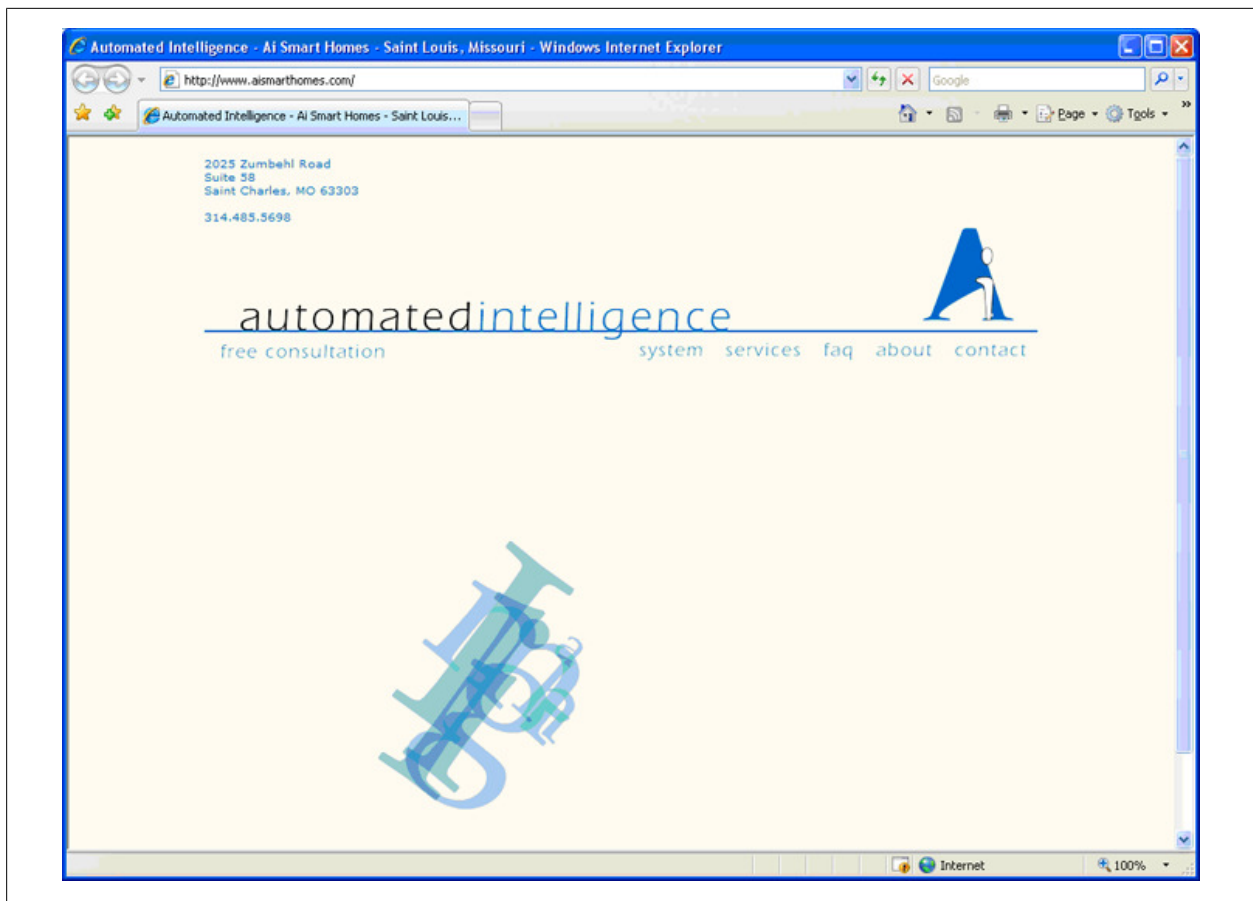 Automated Intelligence - Ai Smart Homes - Saint Louis, Missouri - Windows Internet Explorer
http://www.aismarthomes.com/
Google
Automated Intelligence - Ai Smart Homes - Saint Louis...
Page
Tools
2025 Zumbehl Road
Suite 58
Saint Charles, MO 63303
314.485.5698
automatedintelligence
free consultation system services faq about contact
Internet
100%